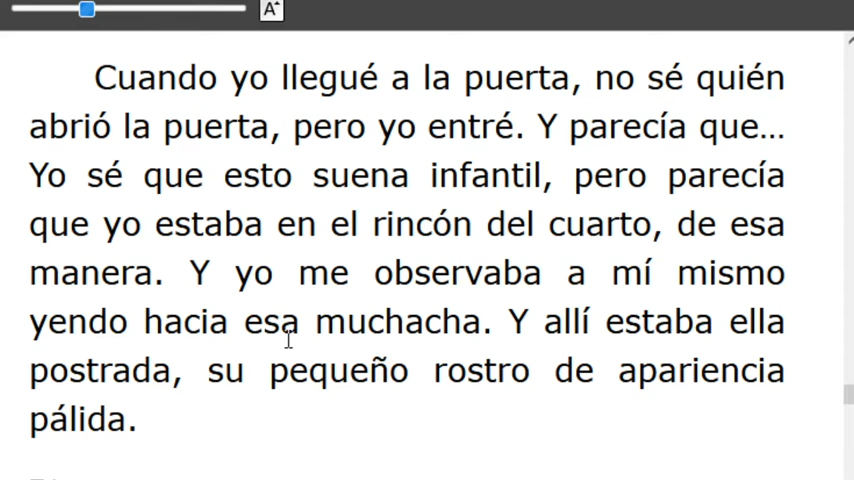 A
Cuando yo llegué a la puerta, no sé quién
abrió la puerta, pero yo entré. Y parecía que...
Yo sé que esto suena infantil, pero parecía
que yo estaba en el rincón del cuarto, de esa
manera. Y yo me observaba a mí mismo
yendo hacia esa muchacha. Y allí estaba ella
postrada, su pequeño rostro de apariencia
pálida.